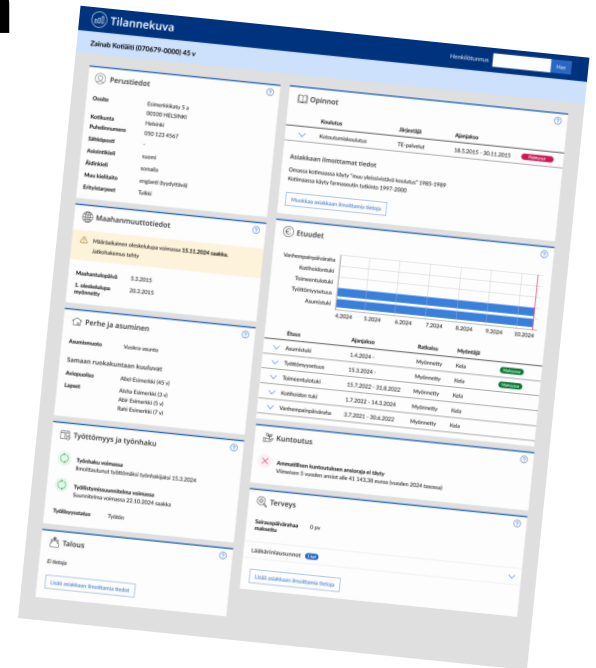 Tilannekuva
Zainab Kotiäiti (070679-0000) 45 v
Henkilötunnus
Hae
Perustiedot
Osoite
Esimerkkikatu 5 a
00100 HELSINKI
Kotikunta
Helsinki
Puhelinnumero
050 123 4567
Sähköposti
-
Asiointikieli
suomi
Äidinkieli
somalia
Muu kielitaito
englanti (tyydyttävä)
Erityistarpeet
Tulkki
Maahanmuuttotiedot
Määräaikainen oleskelulupa voimassa 15.11.2024 saakka.
Jatkohakemus tehty
Maahantulopäivä
5.3.2015
1. oleskelulupa
myönnetty
20.3.2015
Perhe ja asuminen
Asumismuoto
Vuokra-asunto
Samaan ruokakuntaan kuuluvat
Aviopuoliso
Abel Esimerkki (45 v)
Lapset
Aisha Esimerkki (3 v)
Abir Esimerkki (5 v)
Rahi Esimerkki (7 v)
Työttömyys ja työnhaku
Työnhaku voimassa
Ilmoittautunut työttömäksi työnhakijaksi 15.3.2024
Työllistymissuunnitelma voimassa
Suunnitelma voimassa 22.10.2024 saakka
Työllisyysstatus
Työtön
Talous
Ei tietoja
Lisää asiakkaan ilmoittamia tiedot
Opinnot
Koulutus
Järjestäjä
Ajanjakso
Kotoutumiskoulutus
TE-palvelut
18.5.2015 - 30.11.2015
Asiakkaan ilmoittamat tiedot
Omassa kotimaassa käyty "muu yleissivistävä koulutus" 1985-1989
Kotimaassa käyty farmaseutin tutkinto 1997-2000
Muokkaa asiakkaan ilmoittamia tietoja
Etuudet
Vanhempainpäiväraha
Kotihoidontuki
Toimeentulotuki
Työttömyysetuus
Asumistuki
4.2024
5.2024
6.2024
7.2024
8.2024
9.2024
10.2024
Etuus
Ajanjakso
Ratkaisu
Myöntäjä
Asumistuki
1.4.2024 -
Myönnetty
Kela
Maksussa
Työttömyysetuus
15.3.2024 -
Myönnetty
Kela
Maksussa
Toimeentulotuki
15.7.2022 - 31.8.2022
Myönnetty
Kela
Kotihoidon tuki
1.7.2022 - 14.3.2024
Myönnetty
Kela
Vanhempainpäiväraha
3.7.2021 - 30.6.2022
Myönnetty
Kela
Kuntoutus
Ammatillisen kuntoutuksen ansioraja ei täyty
Viimeisen 5 vuoden ansiot alle 41 143,38 euroa (vuoden 2024 tasossa)
Terveys
Sairauspäivärahaa
maksettu
0 pv
Lääkärinlausunnot
Lisää asiakkaan ilmoittamia tietoja